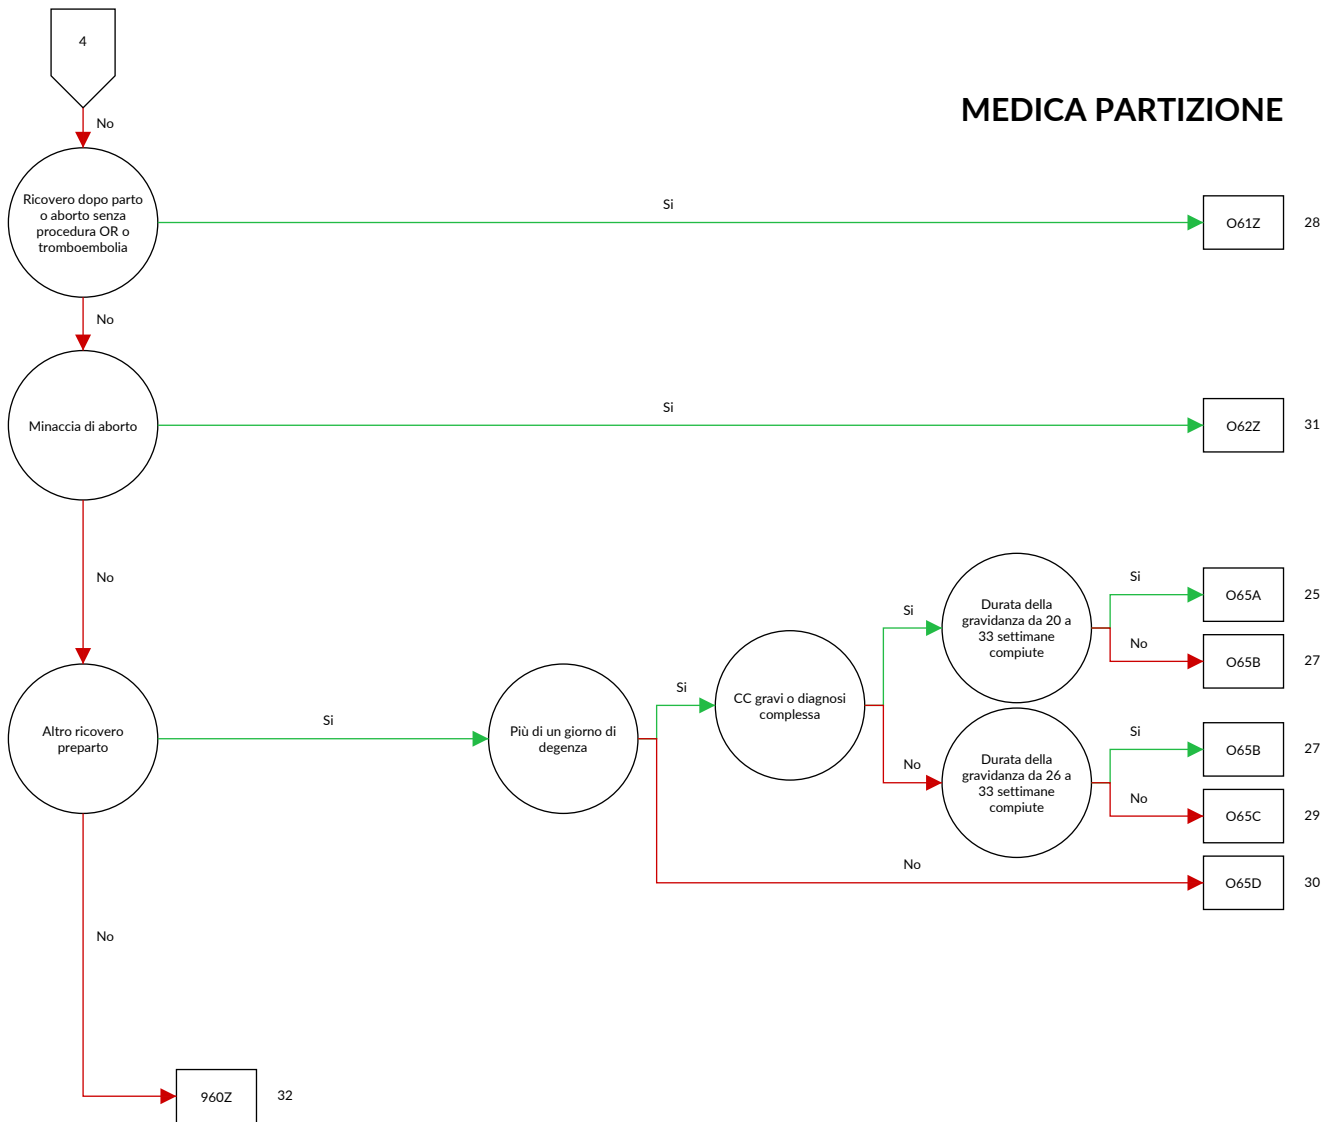 4
No
MEDICA PARTIZIONE
Ricovero dopo parto
o aborto senza
procedura OR o
tromboembolia
Si
O61Z
28
No
Minaccia di aborto
Si
O62Z
31
No
Altro ricovero
preparto
Si
Più di un giorno di
degenza
Si
CC gravi o diagnosi
complessa
Si
Durata della
gravidanza da 20 a
33 settimane
compiute
Si
O65A
25
No
O65B
27
No
Durata della
gravidanza da 26 a
33 settimane
compiute
Si
O65B
27
No
O65C
29
No
O65D
30
No
960Z
32